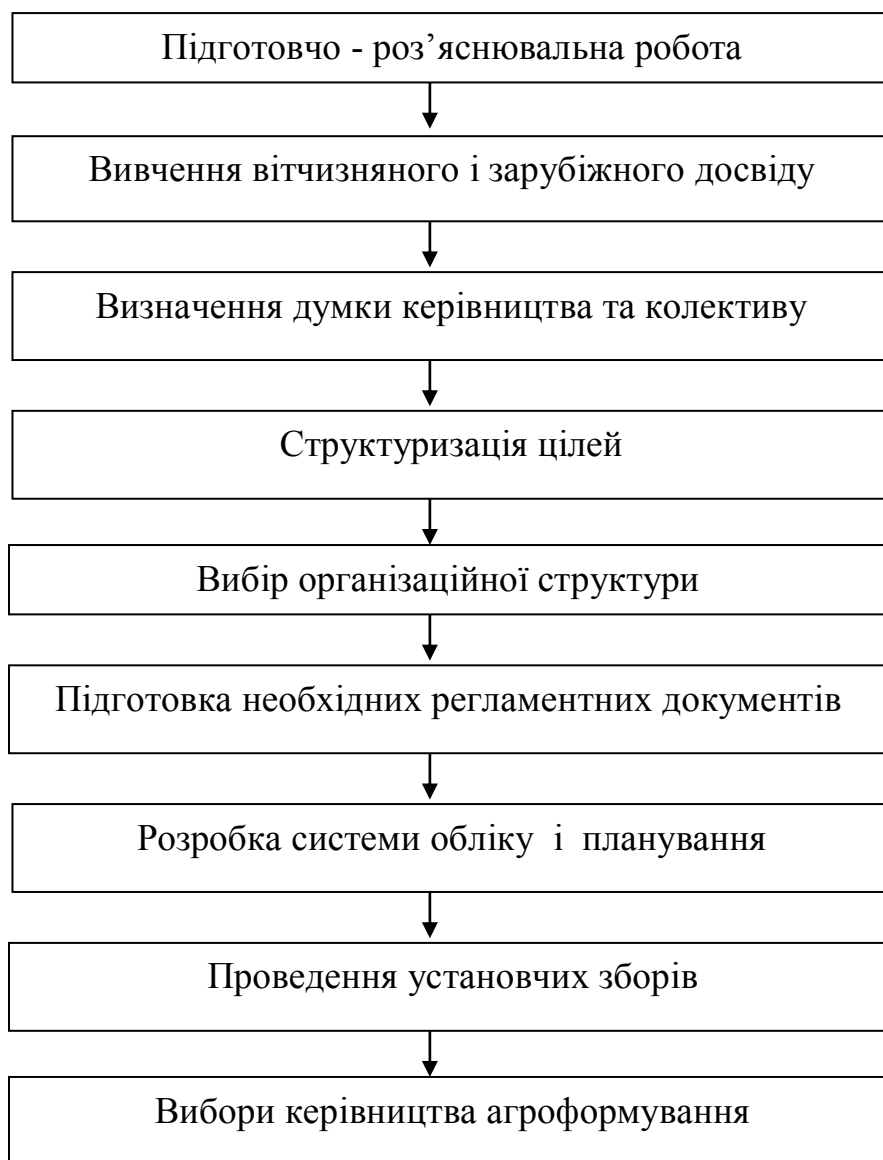 Підготовчо - роз’яснювальна робота
Вивчення вітчизняного і зарубіжного досвіду
Визначення думки керівництва та колективу
Структуризація цілей
Вибір організаційної структури
Підготовка необхідних регламентних документів
Розробка системи обліку і планування
Проведення установчих зборів
Вибори керівництва агроформування